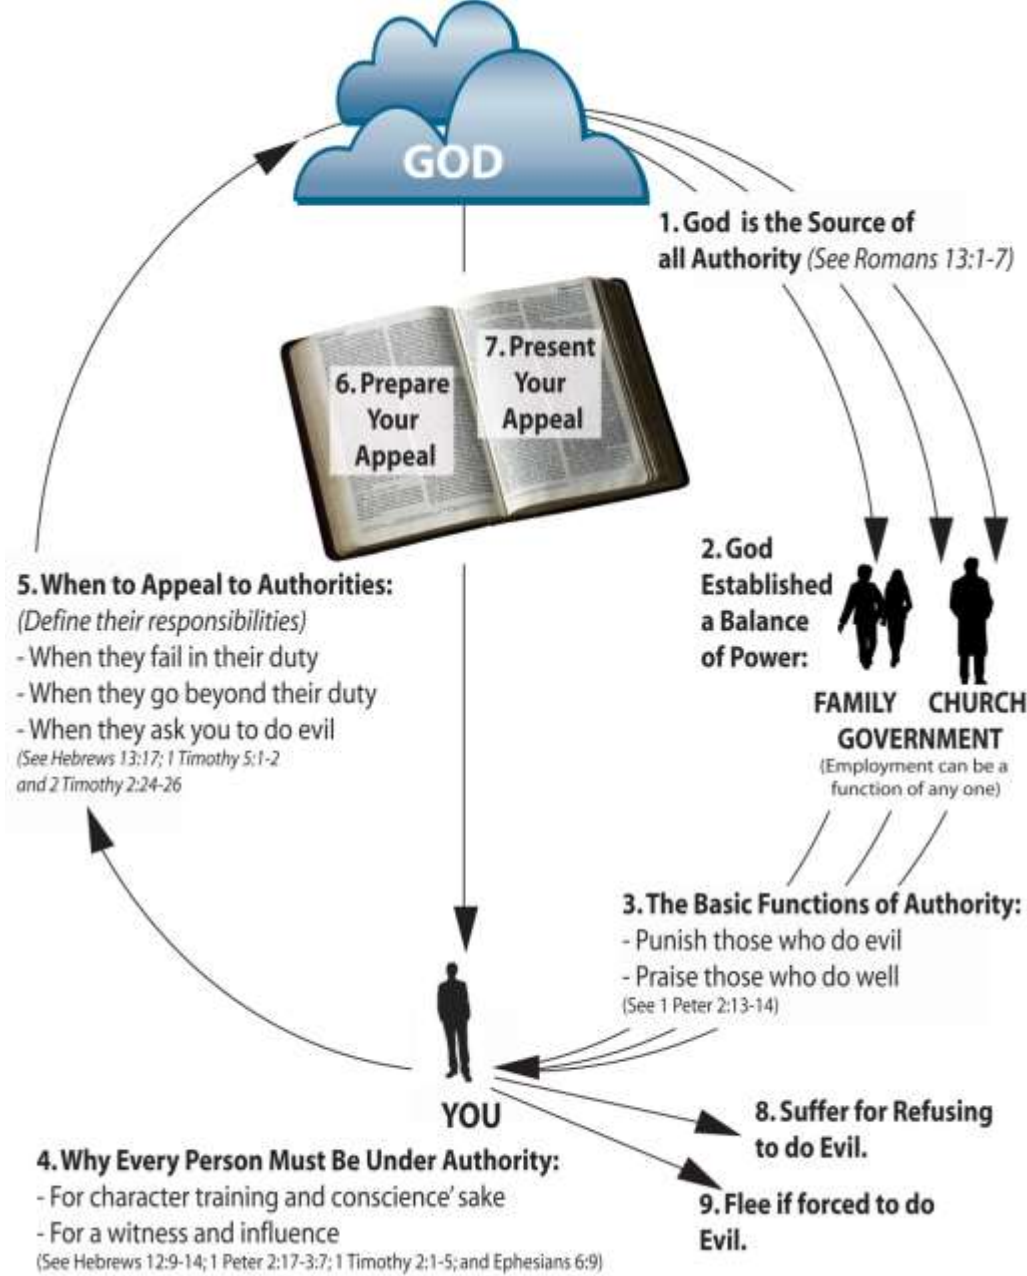 GOD
1. God is the Source of
all Authority (See Romans 13:1-7)
2. God
Established
a Balance
of Power:
FAMILY CHURCH
GOVERNMENT
(Employment can be a
function of any one)
3. The Basic Functions of Authority:
- Punish those who do evil
- Praise those who do well
(See 1 Peter 2:13-14)
YOU
4. Why Every Person Must Be Under Authority:
- For character training and conscience' sake
- For a witness and influence
(See Hebrews 12:9-14; 1 Peter 2:17-3:7; 1 Timothy 2:1-5; and Ephesians 6:9)
5. When to Appeal to Authorities:
(Define their responsibilities)
- When they fail in their duty
- When they go beyond their duty
- When they ask you to do evil
(See Hebrews 13:17; 1 Timothy 5:1-2
and 2 Timothy 2:24-26
6. Prepare
Your
Appeal
7. Present
Your
Appeal
8. Suffer for Refusing
to do Evil.
9. Flee if forced to do
Evil.